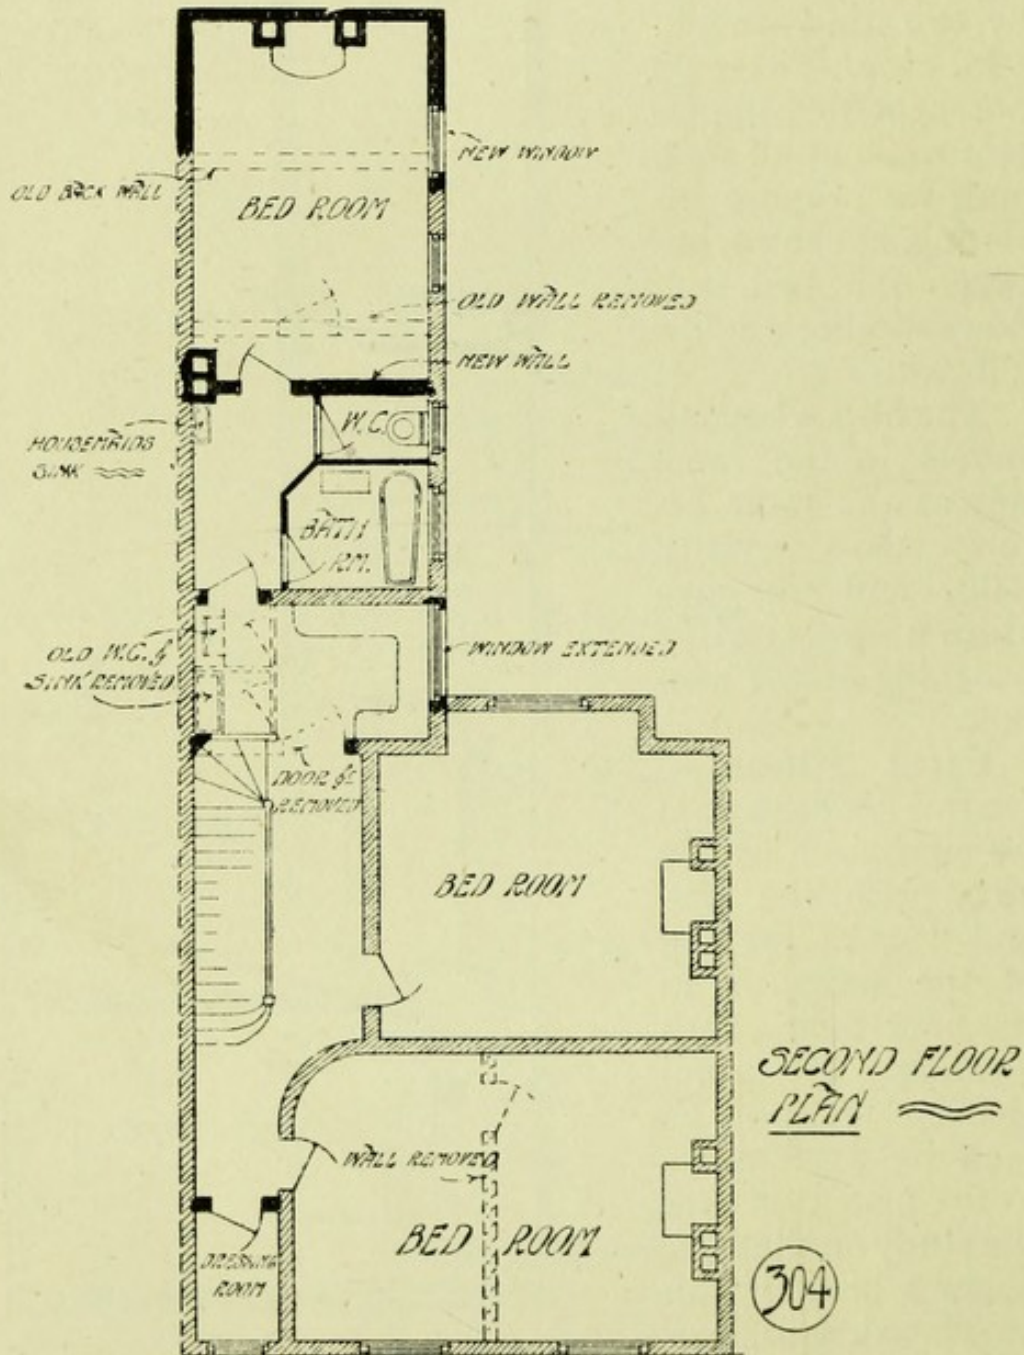 NEW WINDOW
OLD BACK WALL
BED ROOM
OLD WALL REMOVED
NEW WALL
W.C.
HOUSEMAIDS
SINK
BATH
RM.
OLD W.C. &
SINK REMOVED
WINDOW EXTENDED
DOOR &c
REMOVED
BED ROOM
SECOND FLOOR
PLAN
WALL REMOVED
BED ROOM
DRESSING
ROOM
304